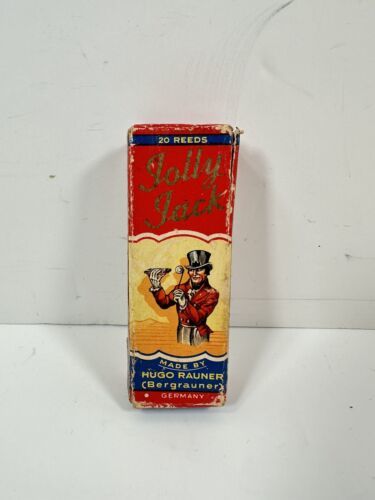 20 REEDS
Jolly
Jack
MADE BY
HUGO RAUNER
(Bergrauner)
GERMANY